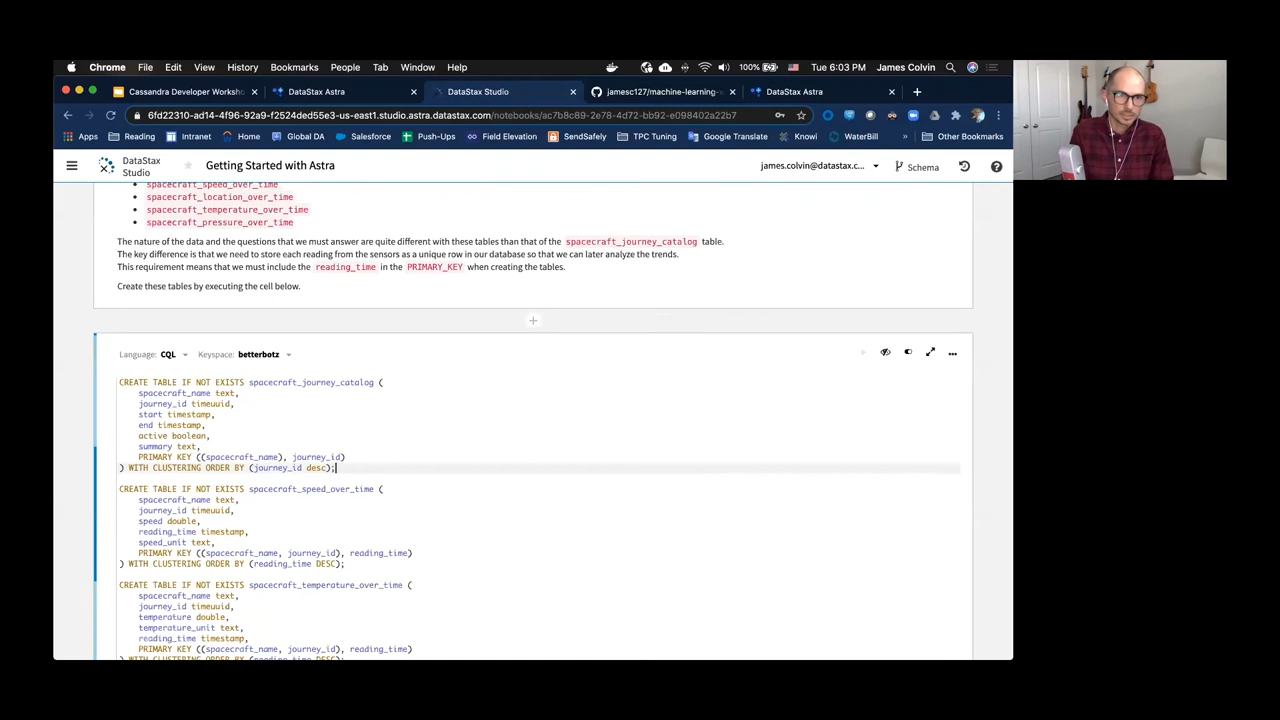 Chrome File Edit View History Bookmarks People Tab Window Help 100% Tue 6:03 PM James Colvin
Cassandra Developer Worksho × DataStax Astra × DataStax Studio × jamesc127/machine-learning- × DataStax Astra × +
6fd22310-ad14-4f96-92a9-f2524ded55e3-us-east1.studio.astra.datastax.com/notebooks/ac7b8c89-2e78-4d72-bb92-e098402a22b7
Apps Reading Intranet Home Global DA Salesforce Push-Ups Field Elevation SendSafely TPC Tuning Google Translate Knowi WaterBill » Other Bookmarks
DataStax Studio Getting Started with Astra james.colvin@datastax.c... Schema
spacecraft_speed_over_time
spacecraft_location_over_time
spacecraft_temperature_over_time
spacecraft_pressure_over_time
The nature of the data and the questions that we must answer are quite different with these tables than that of the spacecraft_journey_catalog table.
The key difference is that we need to store each reading from the sensors as a unique row in our database so that we can later analyze the trends.
This requirement means that we must include the reading_time in the PRIMARY_KEY when creating the tables.
Create these tables by executing the cell below.
Language: CQL Keyspace: betterbotz
CREATE TABLE IF NOT EXISTS spacecraft_journey_catalog (
spacecraft_name text,
journey_id timeuuid,
start timestamp,
end timestamp,
active boolean,
summary text,
PRIMARY KEY ((spacecraft_name), journey_id)
) WITH CLUSTERING ORDER BY (journey_id desc);
CREATE TABLE IF NOT EXISTS spacecraft_speed_over_time (
spacecraft_name text,
journey_id timeuuid,
speed double,
reading_time timestamp,
speed_unit text,
PRIMARY KEY ((spacecraft_name, journey_id), reading_time)
) WITH CLUSTERING ORDER BY (reading_time DESC);
CREATE TABLE IF NOT EXISTS spacecraft_temperature_over_time (
spacecraft_name text,
journey_id timeuuid,
temperature double,
temperature_unit text,
reading_time timestamp,
PRIMARY KEY ((spacecraft_name, journey_id), reading_time)
) WITH CLUSTERING ORDER BY (reading_time DESC);